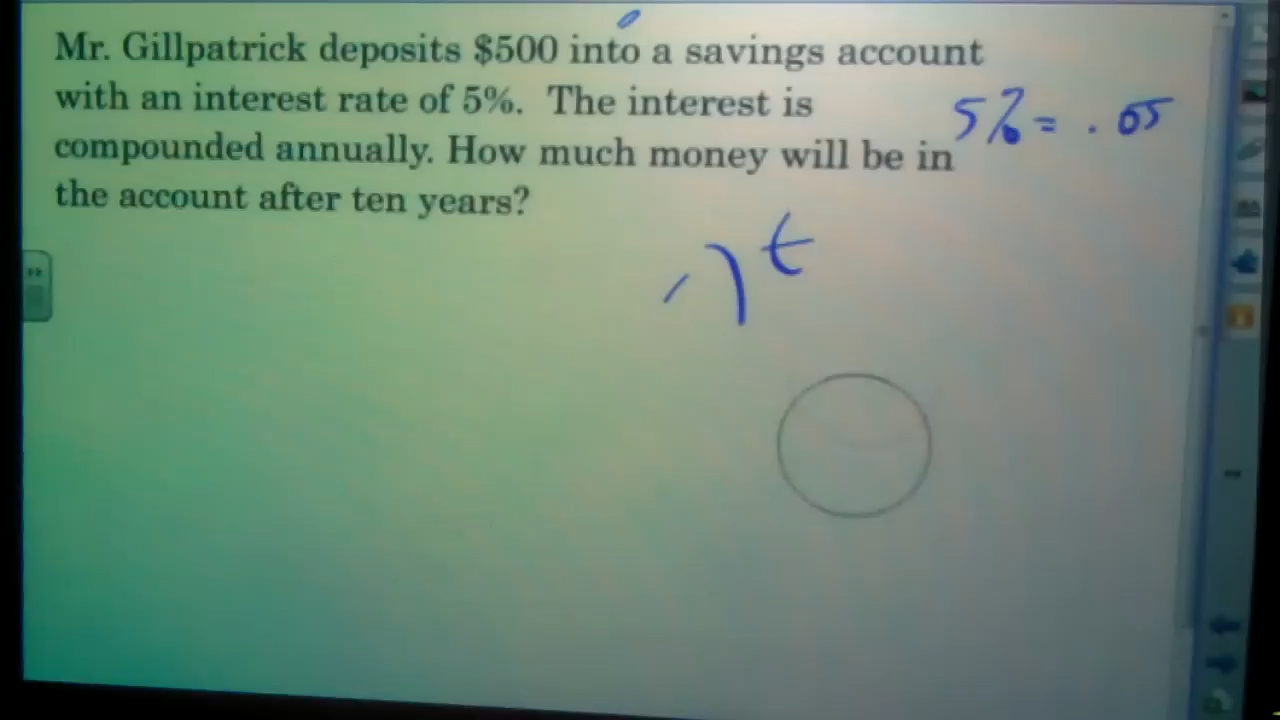 Mr. Gillpatrick deposits $500 into a savings account
with an interest rate of 5%. The interest is
compounded annually. How much money will be in
the account after ten years?
5% = .05
) t